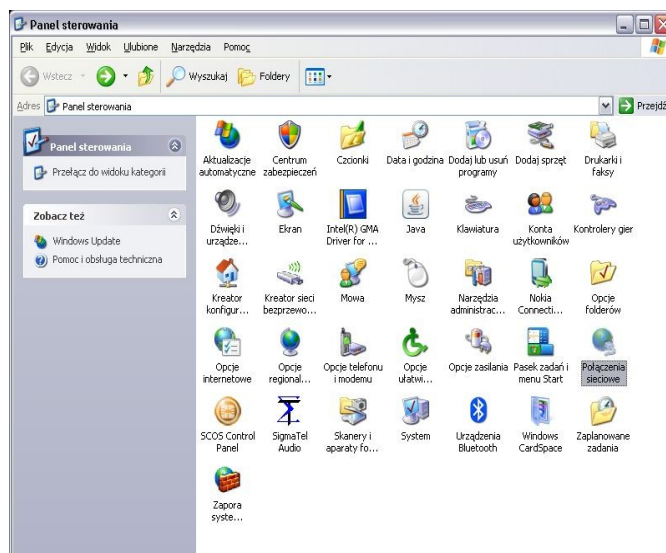 Panel sterowania
Plik Edycja Widok Ulubione Narzędzia Pomoc
Wstecz Wyszukaj Foldery
Adres Panel sterowania Przejdź
Panel sterowania
Przełącz do widoku kategorii
Zobacz też
Windows Update
Pomoc i obsługa techniczna
Aktualizacje automatyczne
Centrum zabezpieczeń
Czcionki
Data i godzina
Dodaj lub usuń programy
Dodaj sprzęt
Drukarki i faksy
Dźwięki i urządze...
Ekran
Intel(R) GMA Driver for ...
Java
Klawiatura
Konta użytkowników
Kontrolery gier
Kreator konfigur...
Kreator sieci bezprzewo...
Mowa
Mysz
Narzędzia administrac...
Nokia Connecti...
Opcje folderów
Opcje internetowe
Opcje regional...
Opcje telefonu i modemu
Opcje ułatwi...
Opcje zasilania
Pasek zadań i menu Start
Połączenia sieciowe
SCOS Control Panel
SigmaTel Audio
Skanery i aparaty fo...
System
Urządzenia Bluetooth
Windows CardSpace
Zaplanowane zadania
Zapora syste...